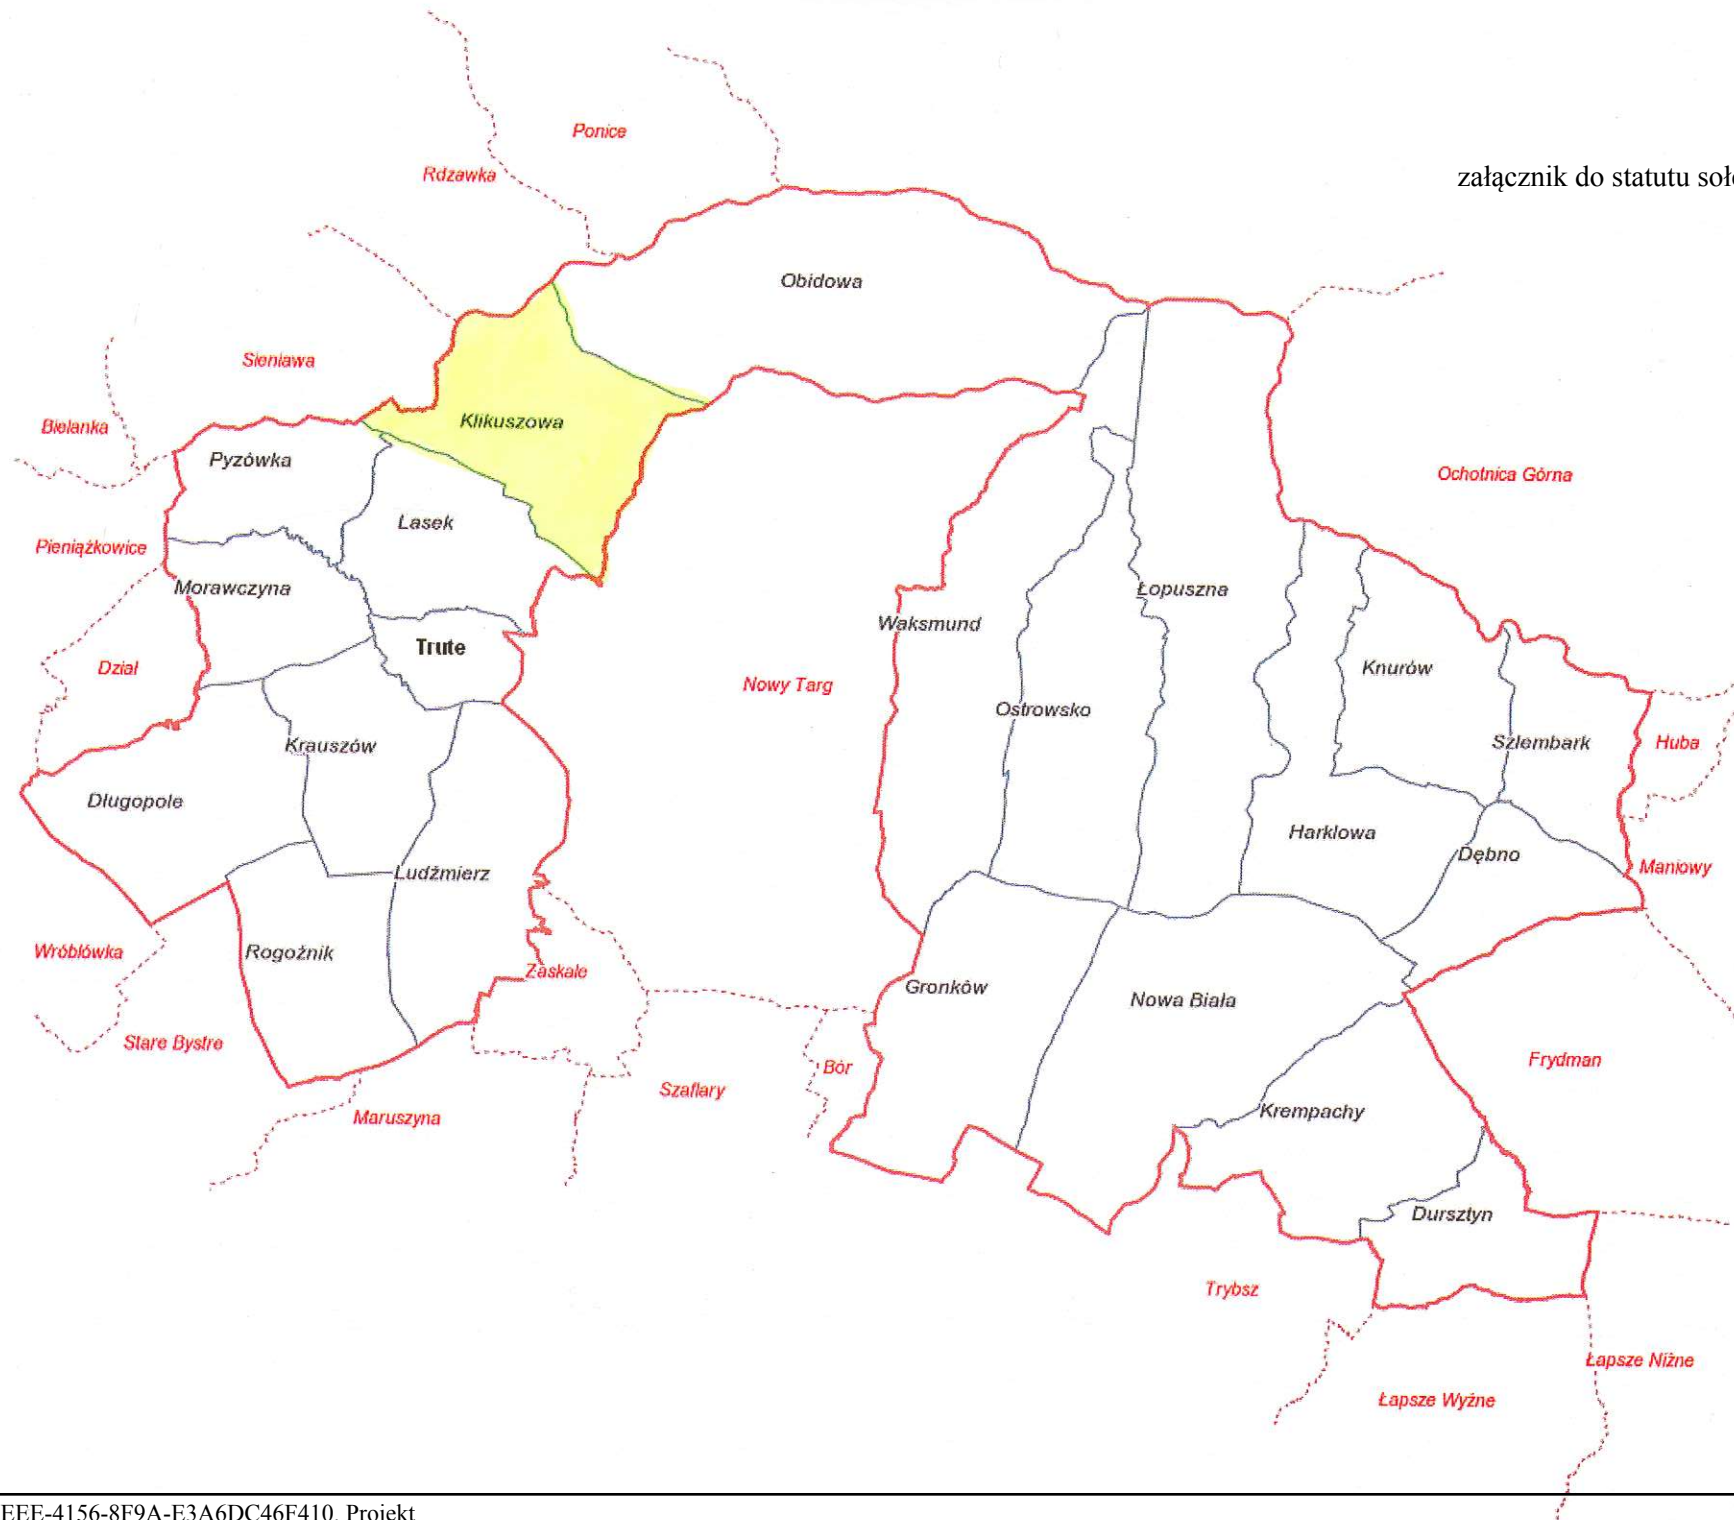 Ponice
Rdzawka
załącznik do statutu soł
Obidowa
Sieniawa
Klikuszowa
Bielanka
Pyzówka
Ochotnica Górna
Lasek
Pieniążkowice
Morawczyna
Łopuszna
Waksmund
Trute
Dział
Knurów
Nowy Targ
Ostrowsko
Krauszów
Szlembark
Huba
Długopole
Harklowa
Dębno
Maniowy
Ludźmierz
Wróblówka
Rogoźnik
Zaskale
Gronków
Nowa Biała
Stare Bystre
Frydman
Bór
Szaflary
Maruszyna
Krempachy
Dursztyn
Trybsz
Łapsze Niżne
Łapsze Wyżne
EEE-4156-8F9A-E3A6DC46F410. Projekt